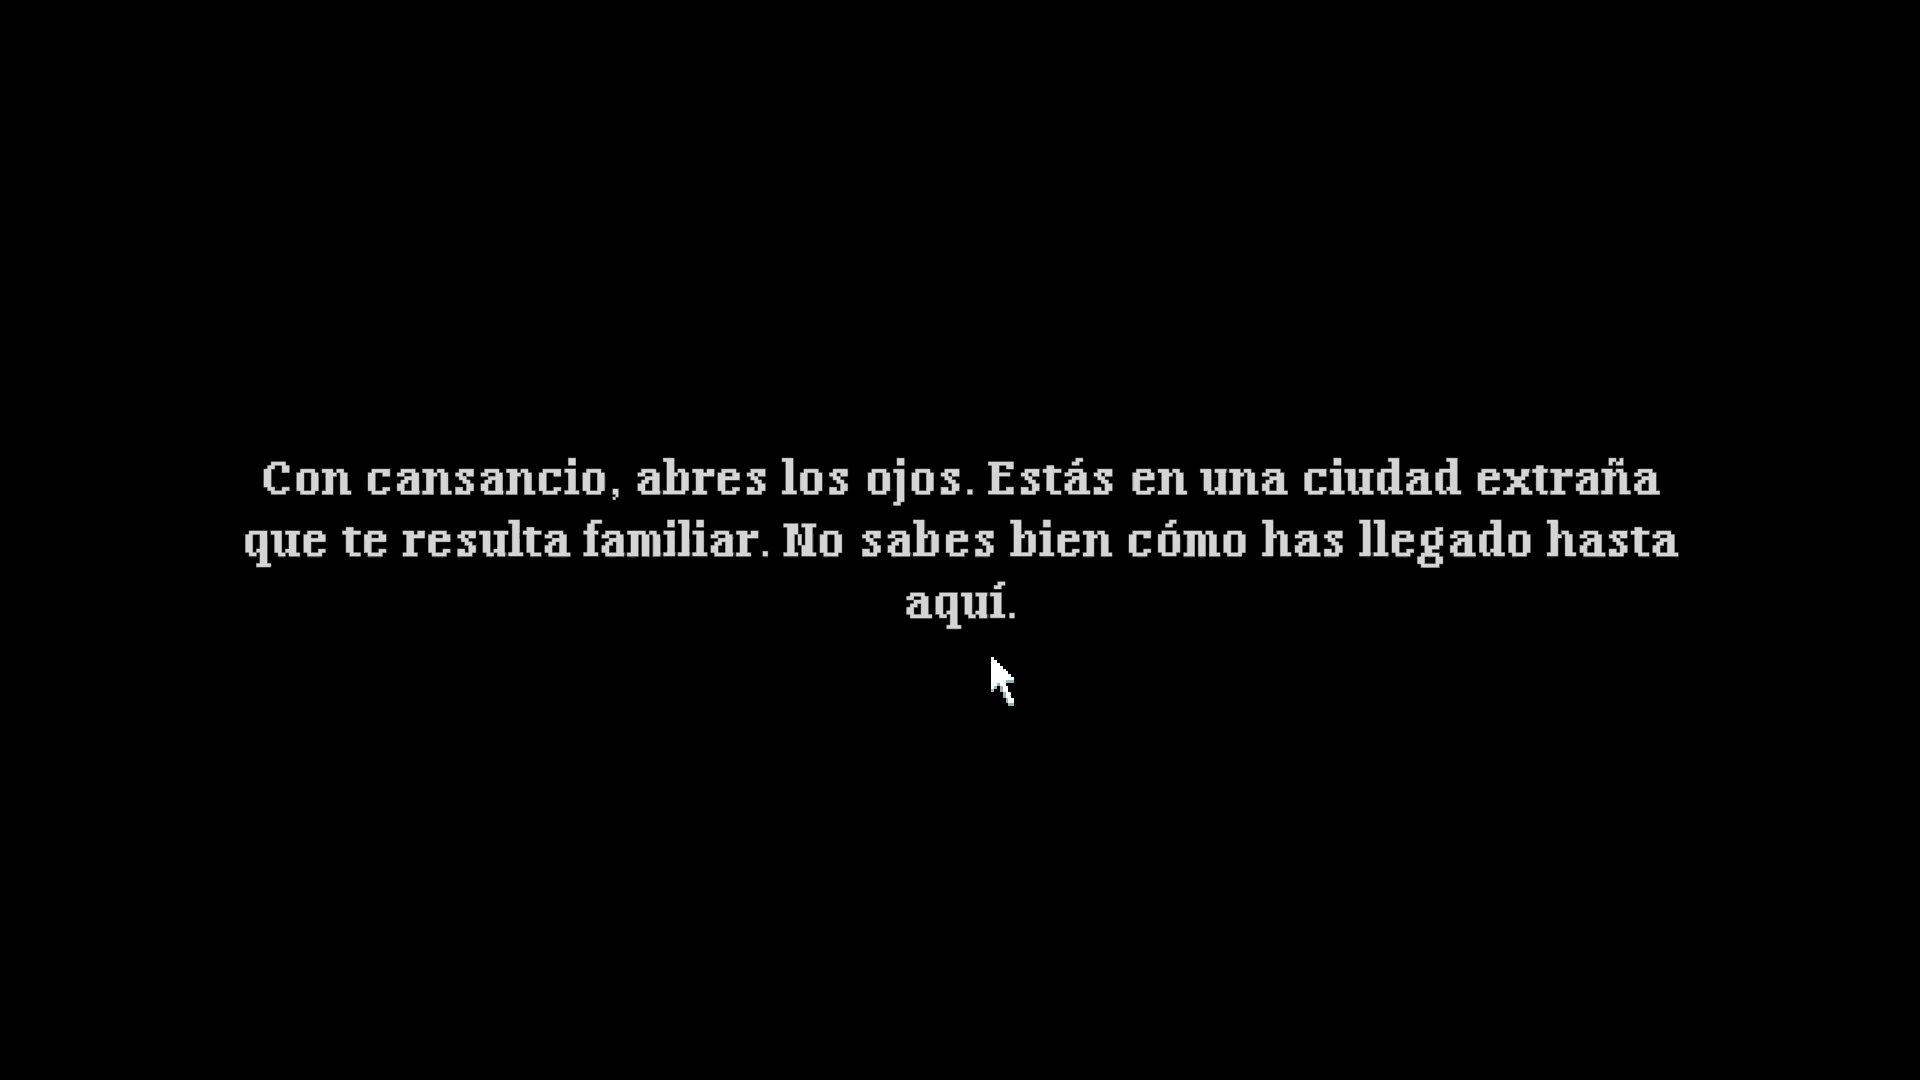 Con cansancio, abres los ojos. Estás en una ciudad extraña
que te resulta familiar. No sabes bien cómo has llegado hasta
aquí.